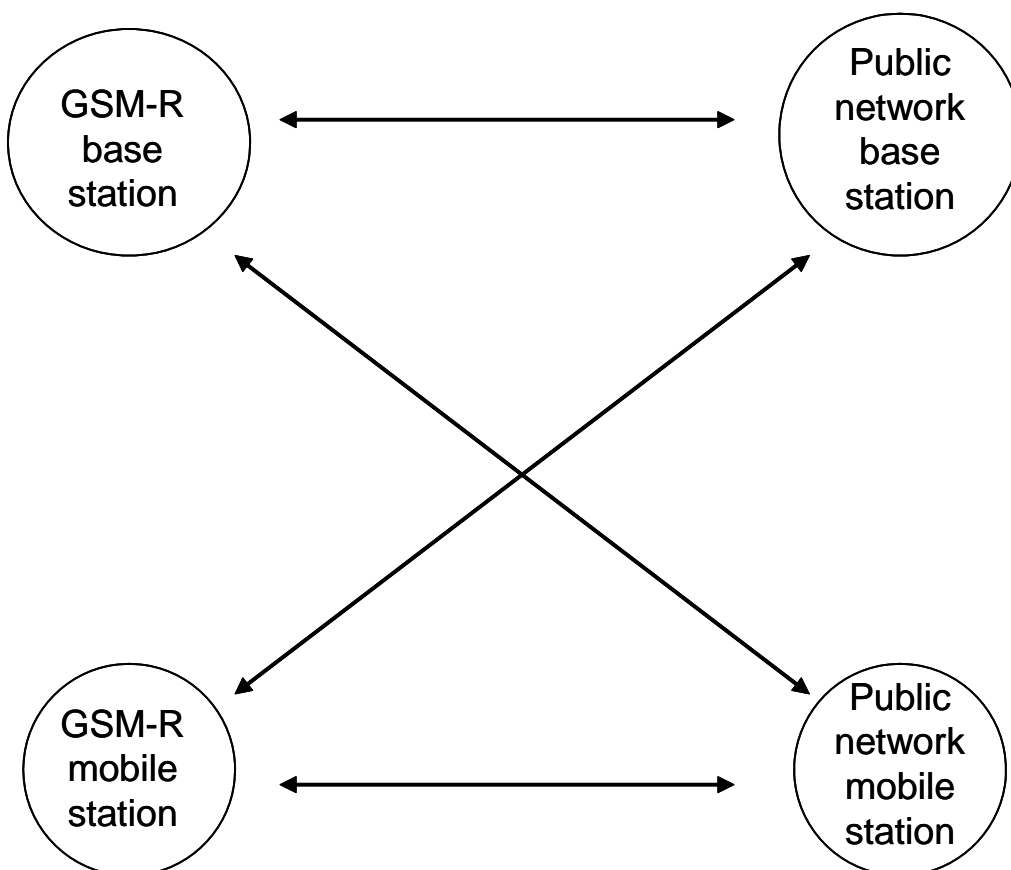 GSM-R
base
station
Public
network
base
station
GSM-R
mobile
station
Public
network
mobile
station